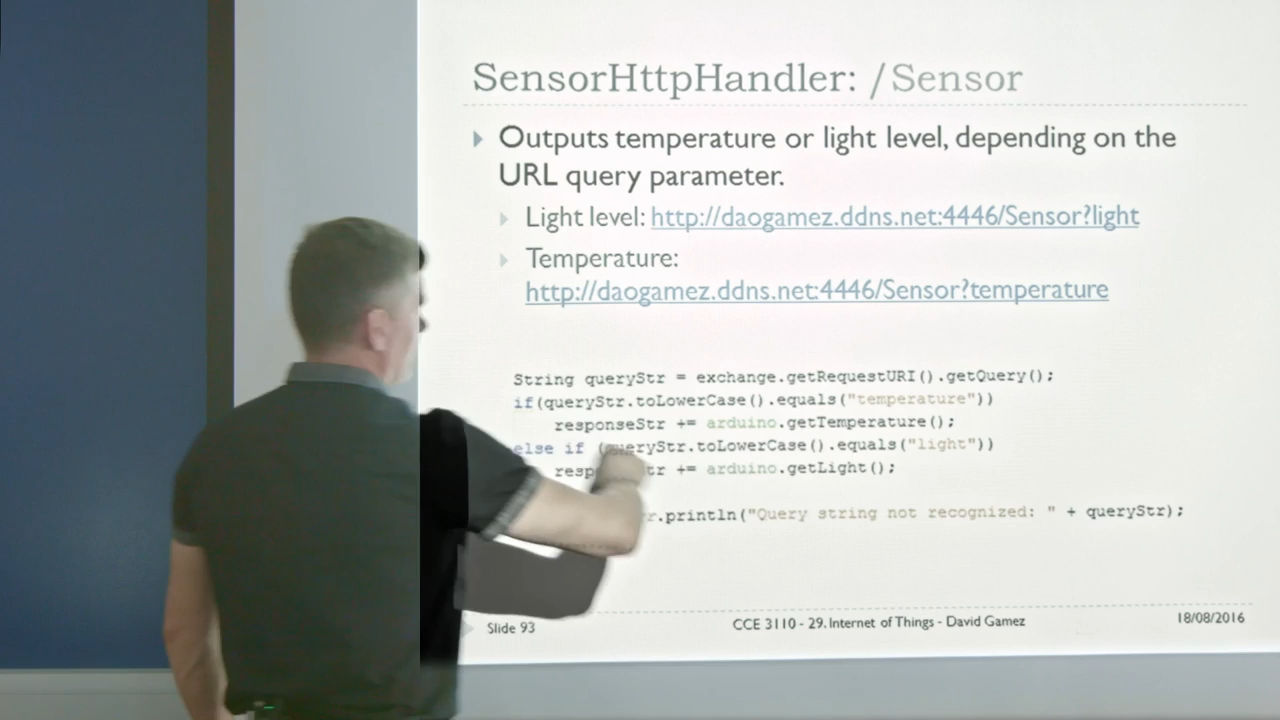 SensorHttpHandler: /Sensor
Outputs temperature or light level, depending on the
URL query parameter.
Light level: http://daogamez.ddns.net:4446/Sensor?light
Temperature:
http://daogamez.ddns.net:4446/Sensor?temperature
String queryStr = exchange.getRequestURI().getQuery();
if(queryStr.toLowerCase().equals("temperature"))
responseStr += arduino.getTemperature();
else if (queryStr.toLowerCase().equals("light"))
resp tr += arduino.getLight();
r.println("Query string not recognized: " + queryStr);
Slide 93
CCE 3110 - 29. Internet of Things - David Gamez
18/08/2016